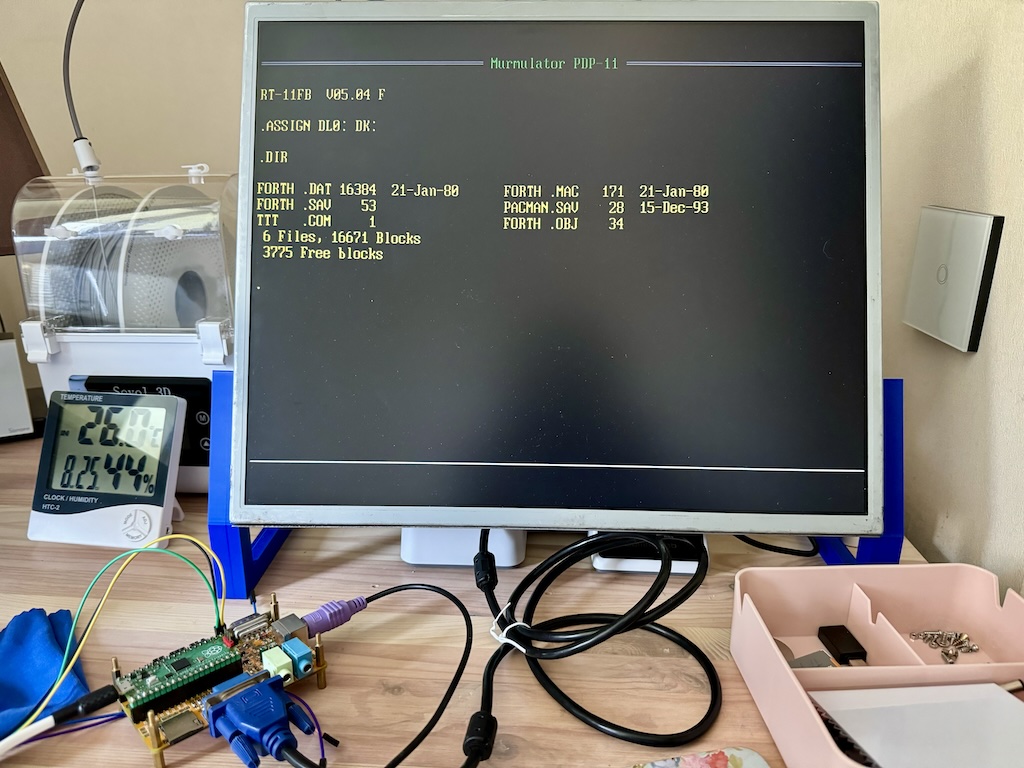 Murmulator PDP-11
RT-11FB V05.04 F
.ASSIGN DL0: DK:
.DIR
FORTH .DAT 16384 21-Jan-80 FORTH .MAC 171 21-Jan-80
FORTH .SAV 53 PACMAN.SAV 28 15-Dec-93
TTT .COM 1 FORTH .OBJ 34
6 Files, 16671 Blocks
3775 Free blocks
.
Sovol 3D
M
TEMPERATURE
IN
°C
8:25 44%
CLOCK / HUMIDITY
HTC-2